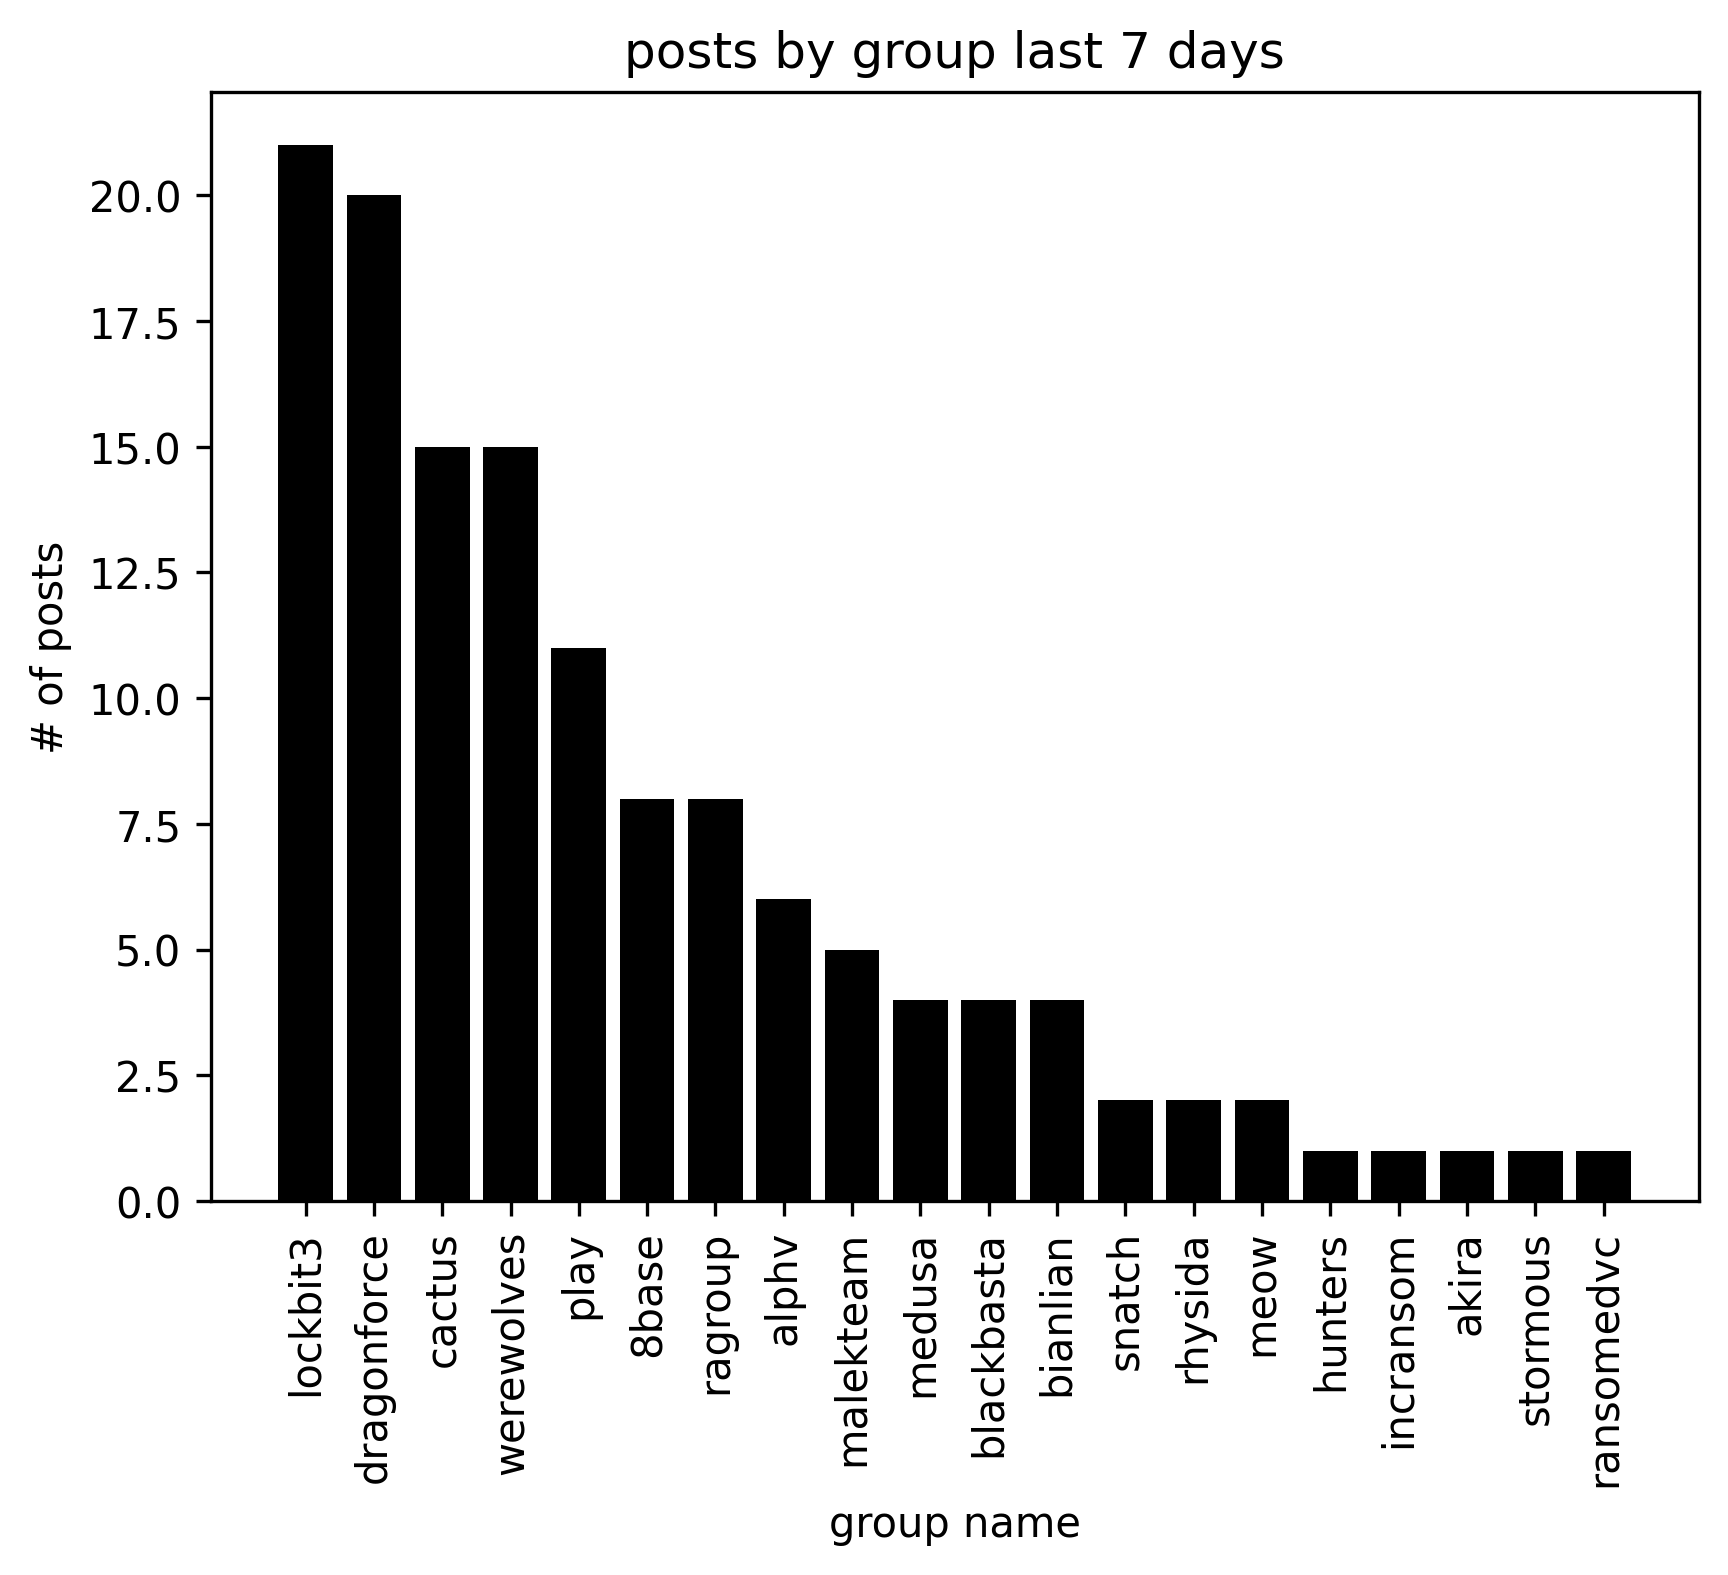 posts by group last 7 days
# of posts
20.0
17.5
15.0
12.5
10.0
7.5
5.0
2.5
0.0
lockbit3
dragonforce
cactus
werewolves
play
8base
ragroup
alphv
malekteam
medusa
blackbasta
bianlian
snatch
rhysida
meow
hunters
incransom
akira
stormous
ransomedvc
group name